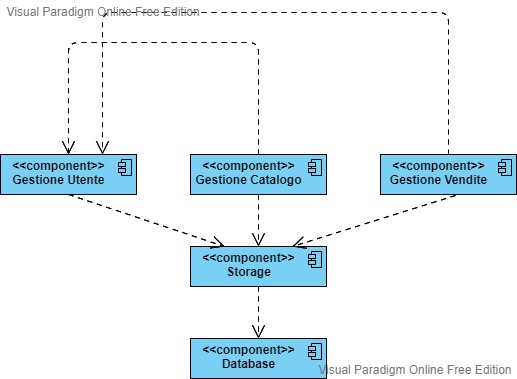 Visual Paradigm Online Free Edition
<<component>>
Gestione Utente
<<component>>
Gestione Catalogo
<<component>>
Gestione Vendite
<<component>>
Storage
<<component>>
Database
Visual Paradigm Online Free Edition